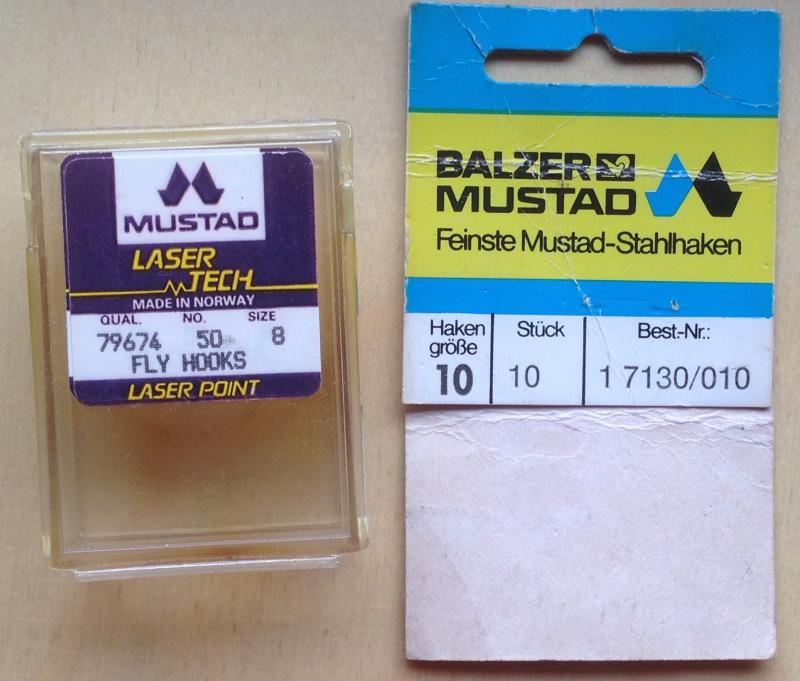 MUSTAD
LASER
TECH
MADE IN NORWAY
QUAL. NO. SIZE
79674 50 8
FLY HOOKS
LASER POINT
BALZER
MUSTAD
Feinste Mustad-Stahlhaken
Haken größe Stück Best.-Nr.:
10 10 1 7130/010